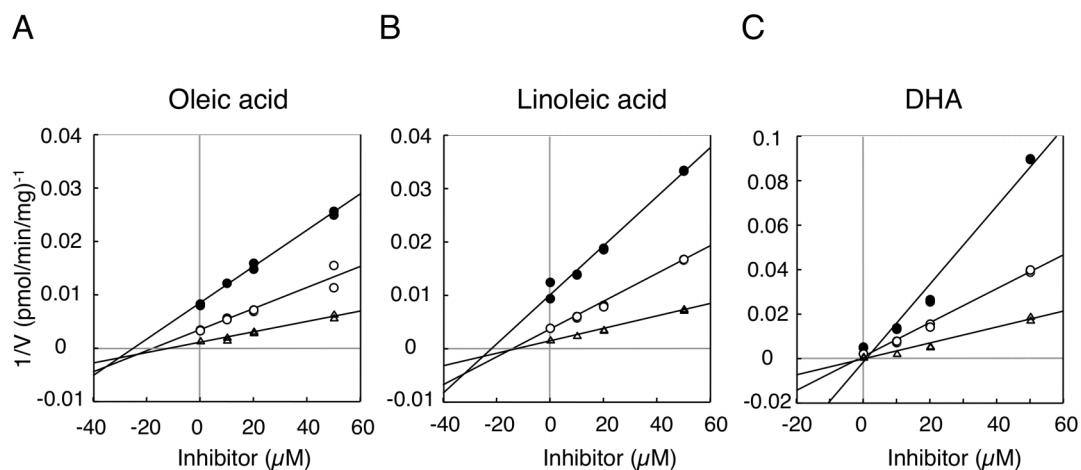 A
B
C
Oleic acid
Linoleic acid
DHA
1/V (pmol/min/mg)-1
0.04
0.03
0.02
0.01
0
-0.01
-40 -20 0 20 40 60
Inhibitor (µM)
0.04
0.03
0.02
0.01
0
-0.01
-40 -20 0 20 40 60
Inhibitor (µM)
0.1
0.08
0.06
0.04
0.02
0
-0.02
-20 0 20 40 60
Inhibitor (µM)